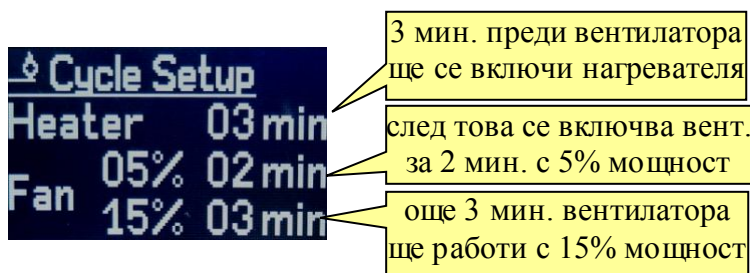 Cycle Setup
Heater 03 min
Fan
05% 02 min
15% 03 min
3 мин. преди вентилатора
ще се включи нагревателя
след това се включва вент.
за 2 мин. с 5% мощност
още 3 мин. вентилатора
ще работи с 15% мощност